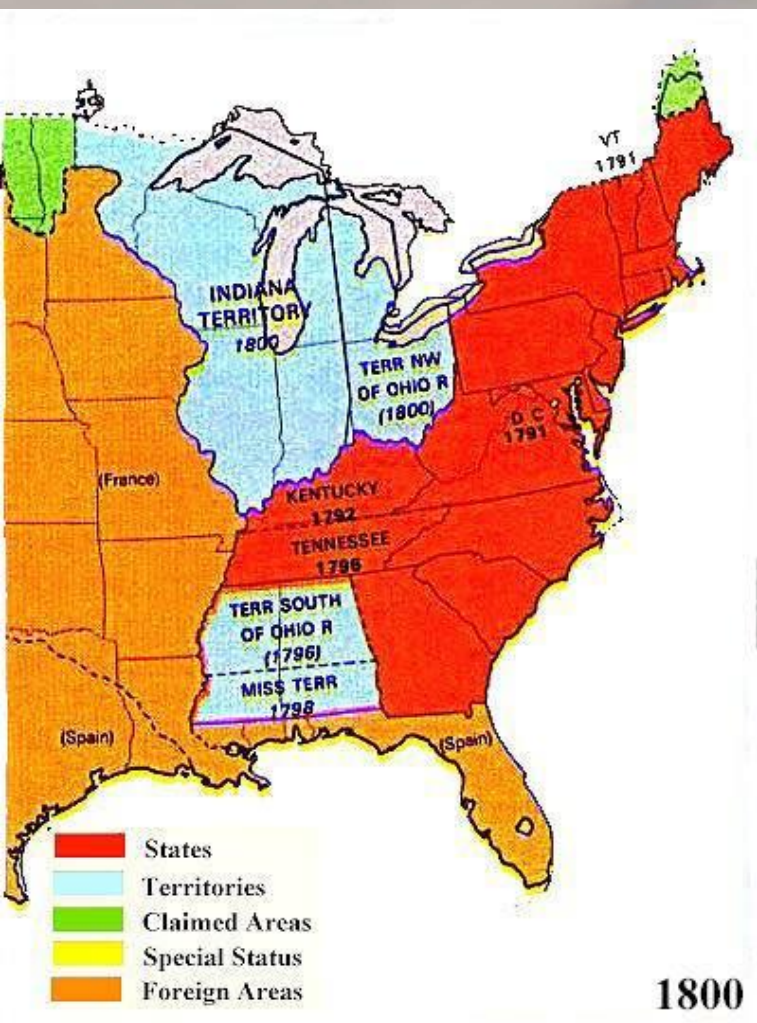 VT
1791
INDIANA
TERRITORY
1800
TERR NW
OF OHIO R
(1800)
D C
1791
(France)
KENTUCKY
1792
TENNESSEE
1796
TERR SOUTH
OF OHIO R
(1796)
MISS TERR
1798
(Spain)
(Spain)
States
Territories
Claimed Areas
Special Status
Foreign Areas
1800